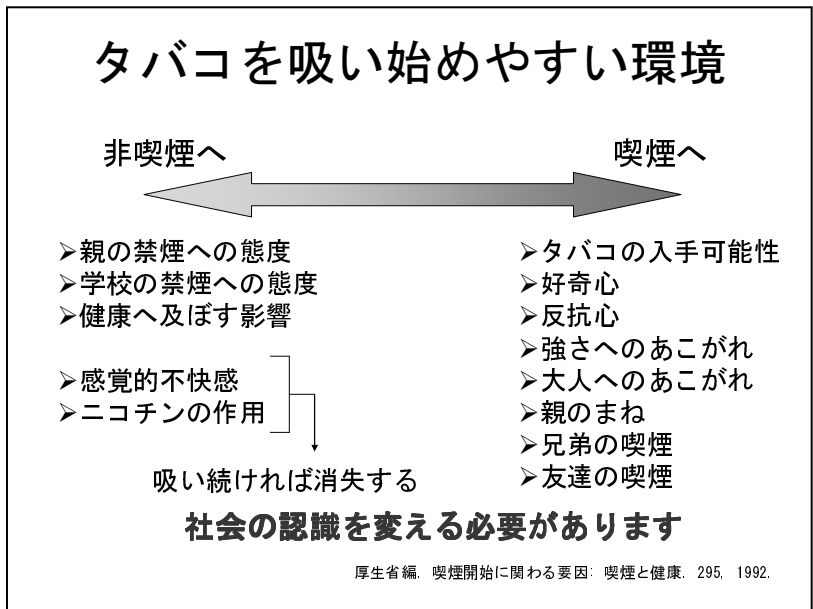 タバコを吸い始めやすい環境
非喫煙へ
喫煙へ
➢親の禁煙への態度
➢学校の禁煙への態度
➢健康へ及ぼす影響
➢感覚的不快感
➢ニコチンの作用
吸い続ければ消失する
➢タバコの入手可能性
➢好奇心
➢反抗心
➢強さへのあこがれ
➢大人へのあこがれ
➢親のまね
➢兄弟の喫煙
➢友達の喫煙
社会の認識を変える必要があります
厚生省編. 喫煙開始に関わる要因: 喫煙と健康. 295, 1992.